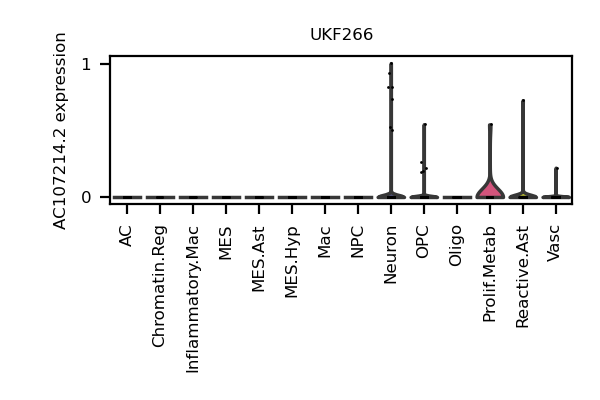 UKF266
AC107214.2 expression
1
0
AC
Chromatin.Reg
Inflammatory.Mac
MES
MES.Ast
MES.Hyp
Mac
NPC
Neuron
OPC
Oligo
Prolif.Metab
Reactive.Ast
Vasc